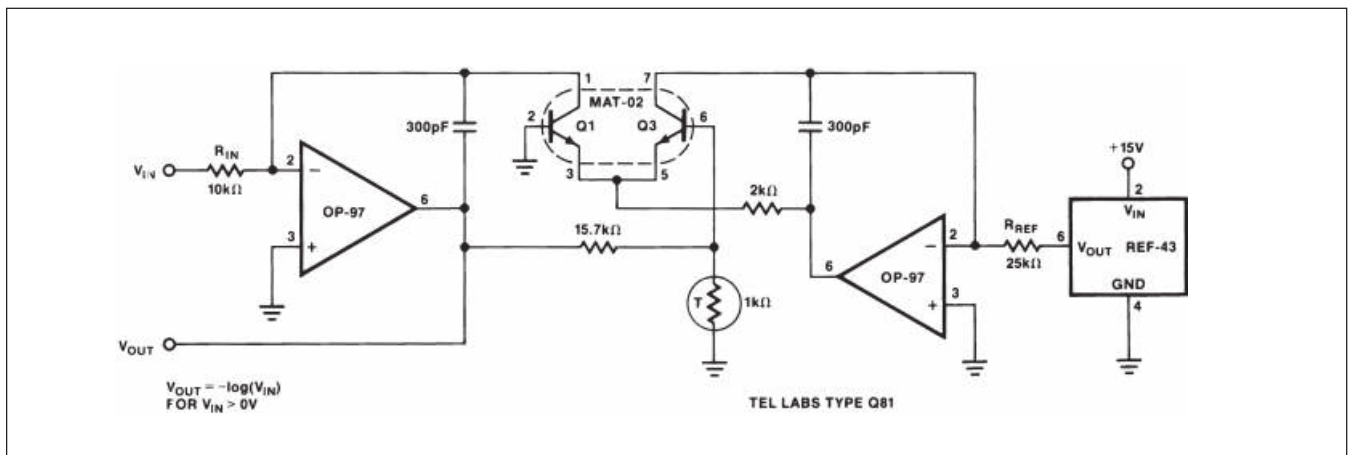 1
7
MAT-02
300pF
2
Q1
Q3
6
300pF
+15V
RIN
VIN
10kΩ
2
−
3
5
2
VIN
OP-97
6
2kΩ
RREF
15.7kΩ
2
−
6
VOUT
REF-43
3
+
6
OP-97
25kΩ
GND
T
1kΩ
+
3
4
VOUT
VOUT = −log(VIN)
FOR VIN > 0V
TEL LABS TYPE Q81